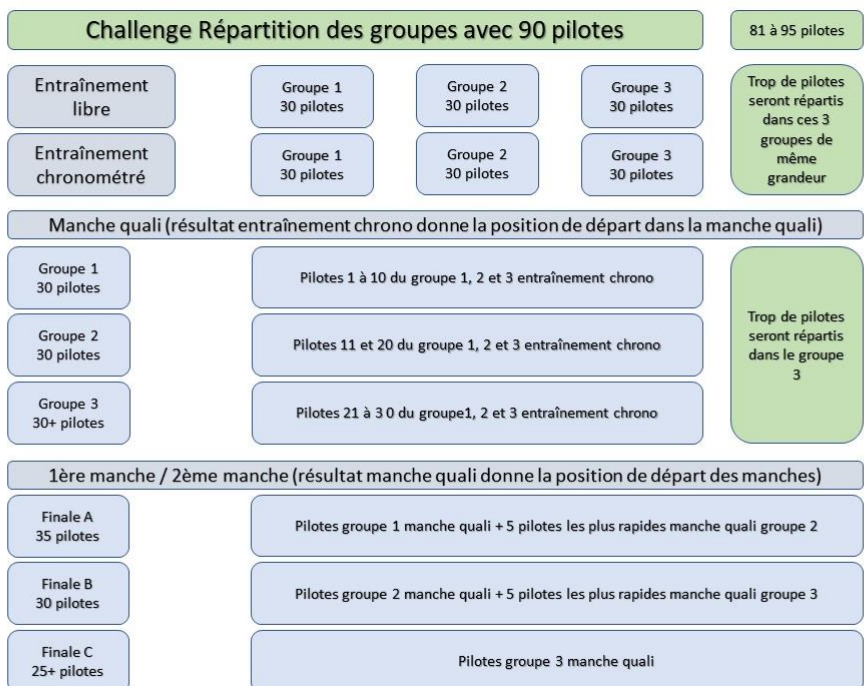 Challenge Répartition des groupes avec 90 pilotes
81 à 95 pilotes
Entraînement
libre
Groupe 1
30 pilotes
Groupe 2
30 pilotes
Groupe 3
30 pilotes
Trop de pilotes
seront répartis
dans ces 3
groupes de
même
grandeur
Entraînement
chronométré
Groupe 1
30 pilotes
Groupe 2
30 pilotes
Groupe 3
30 pilotes
Manche quali (résultat entraînement chrono donne la position de départ dans la manche quali)
Groupe 1
30 pilotes
Pilotes 1 à 10 du groupe 1, 2 et 3 entraînement chrono
Trop de pilotes
seront répartis
dans le groupe
3
Groupe 2
30 pilotes
Pilotes 11 et 20 du groupe 1, 2 et 3 entraînement chrono
Groupe 3
30+ pilotes
Pilotes 21 à 3 0 du groupe1, 2 et 3 entraînement chrono
1ère manche / 2ème manche (résultat manche quali donne la position de départ des manches)
Finale A
35 pilotes
Pilotes groupe 1 manche quali + 5 pilotes les plus rapides manche quali groupe 2
Finale B
30 pilotes
Pilotes groupe 2 manche quali + 5 pilotes les plus rapides manche quali groupe 3
Finale C
25+ pilotes
Pilotes groupe 3 manche quali